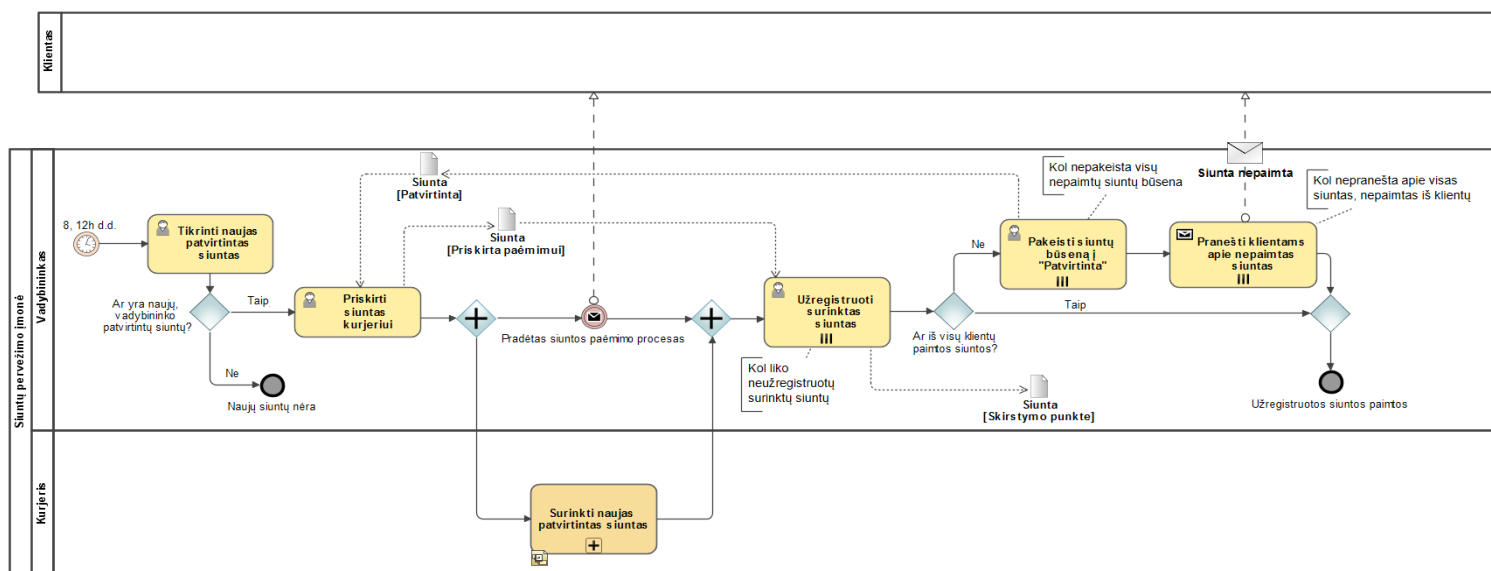 Klientas
Siuntų pervežimo įmonė
Vadybininkas
8, 12h d.d.
Tikrinti naujas
patvirtintas
siuntas
Ar yra naujų,
vadybininko
patvirtintų siuntų?
Taip
Ne
Naujų siuntų nėra
Priskirti
siuntas
kurjeriui
Siunta
[Patvirtinta]
Siunta
[Priskirta paėmimui]
Pradėtas siuntos paėmimo procesas
Užregistruoti
surinktas
siuntas
Kol liko
neužregistruotų
surinktų siuntų
Siunta
[Skirstymo punkte]
Ar iš visų klientų
paimtos siuntos?
Ne
Taip
Pakeisti siuntų
būseną į
"Patvirtinta"
Kol nepakeista visų
nepaimtų siuntų būsena
Siunta nepaimta
Pranešti klientams
apie nepaimtas
siuntas
Kol nepranešta apie visas
siuntas, nepaimtas iš klientų
Užregistruotos siuntos paimtos
Kurjeris
Surinkti naujas
patvirtintas siuntas